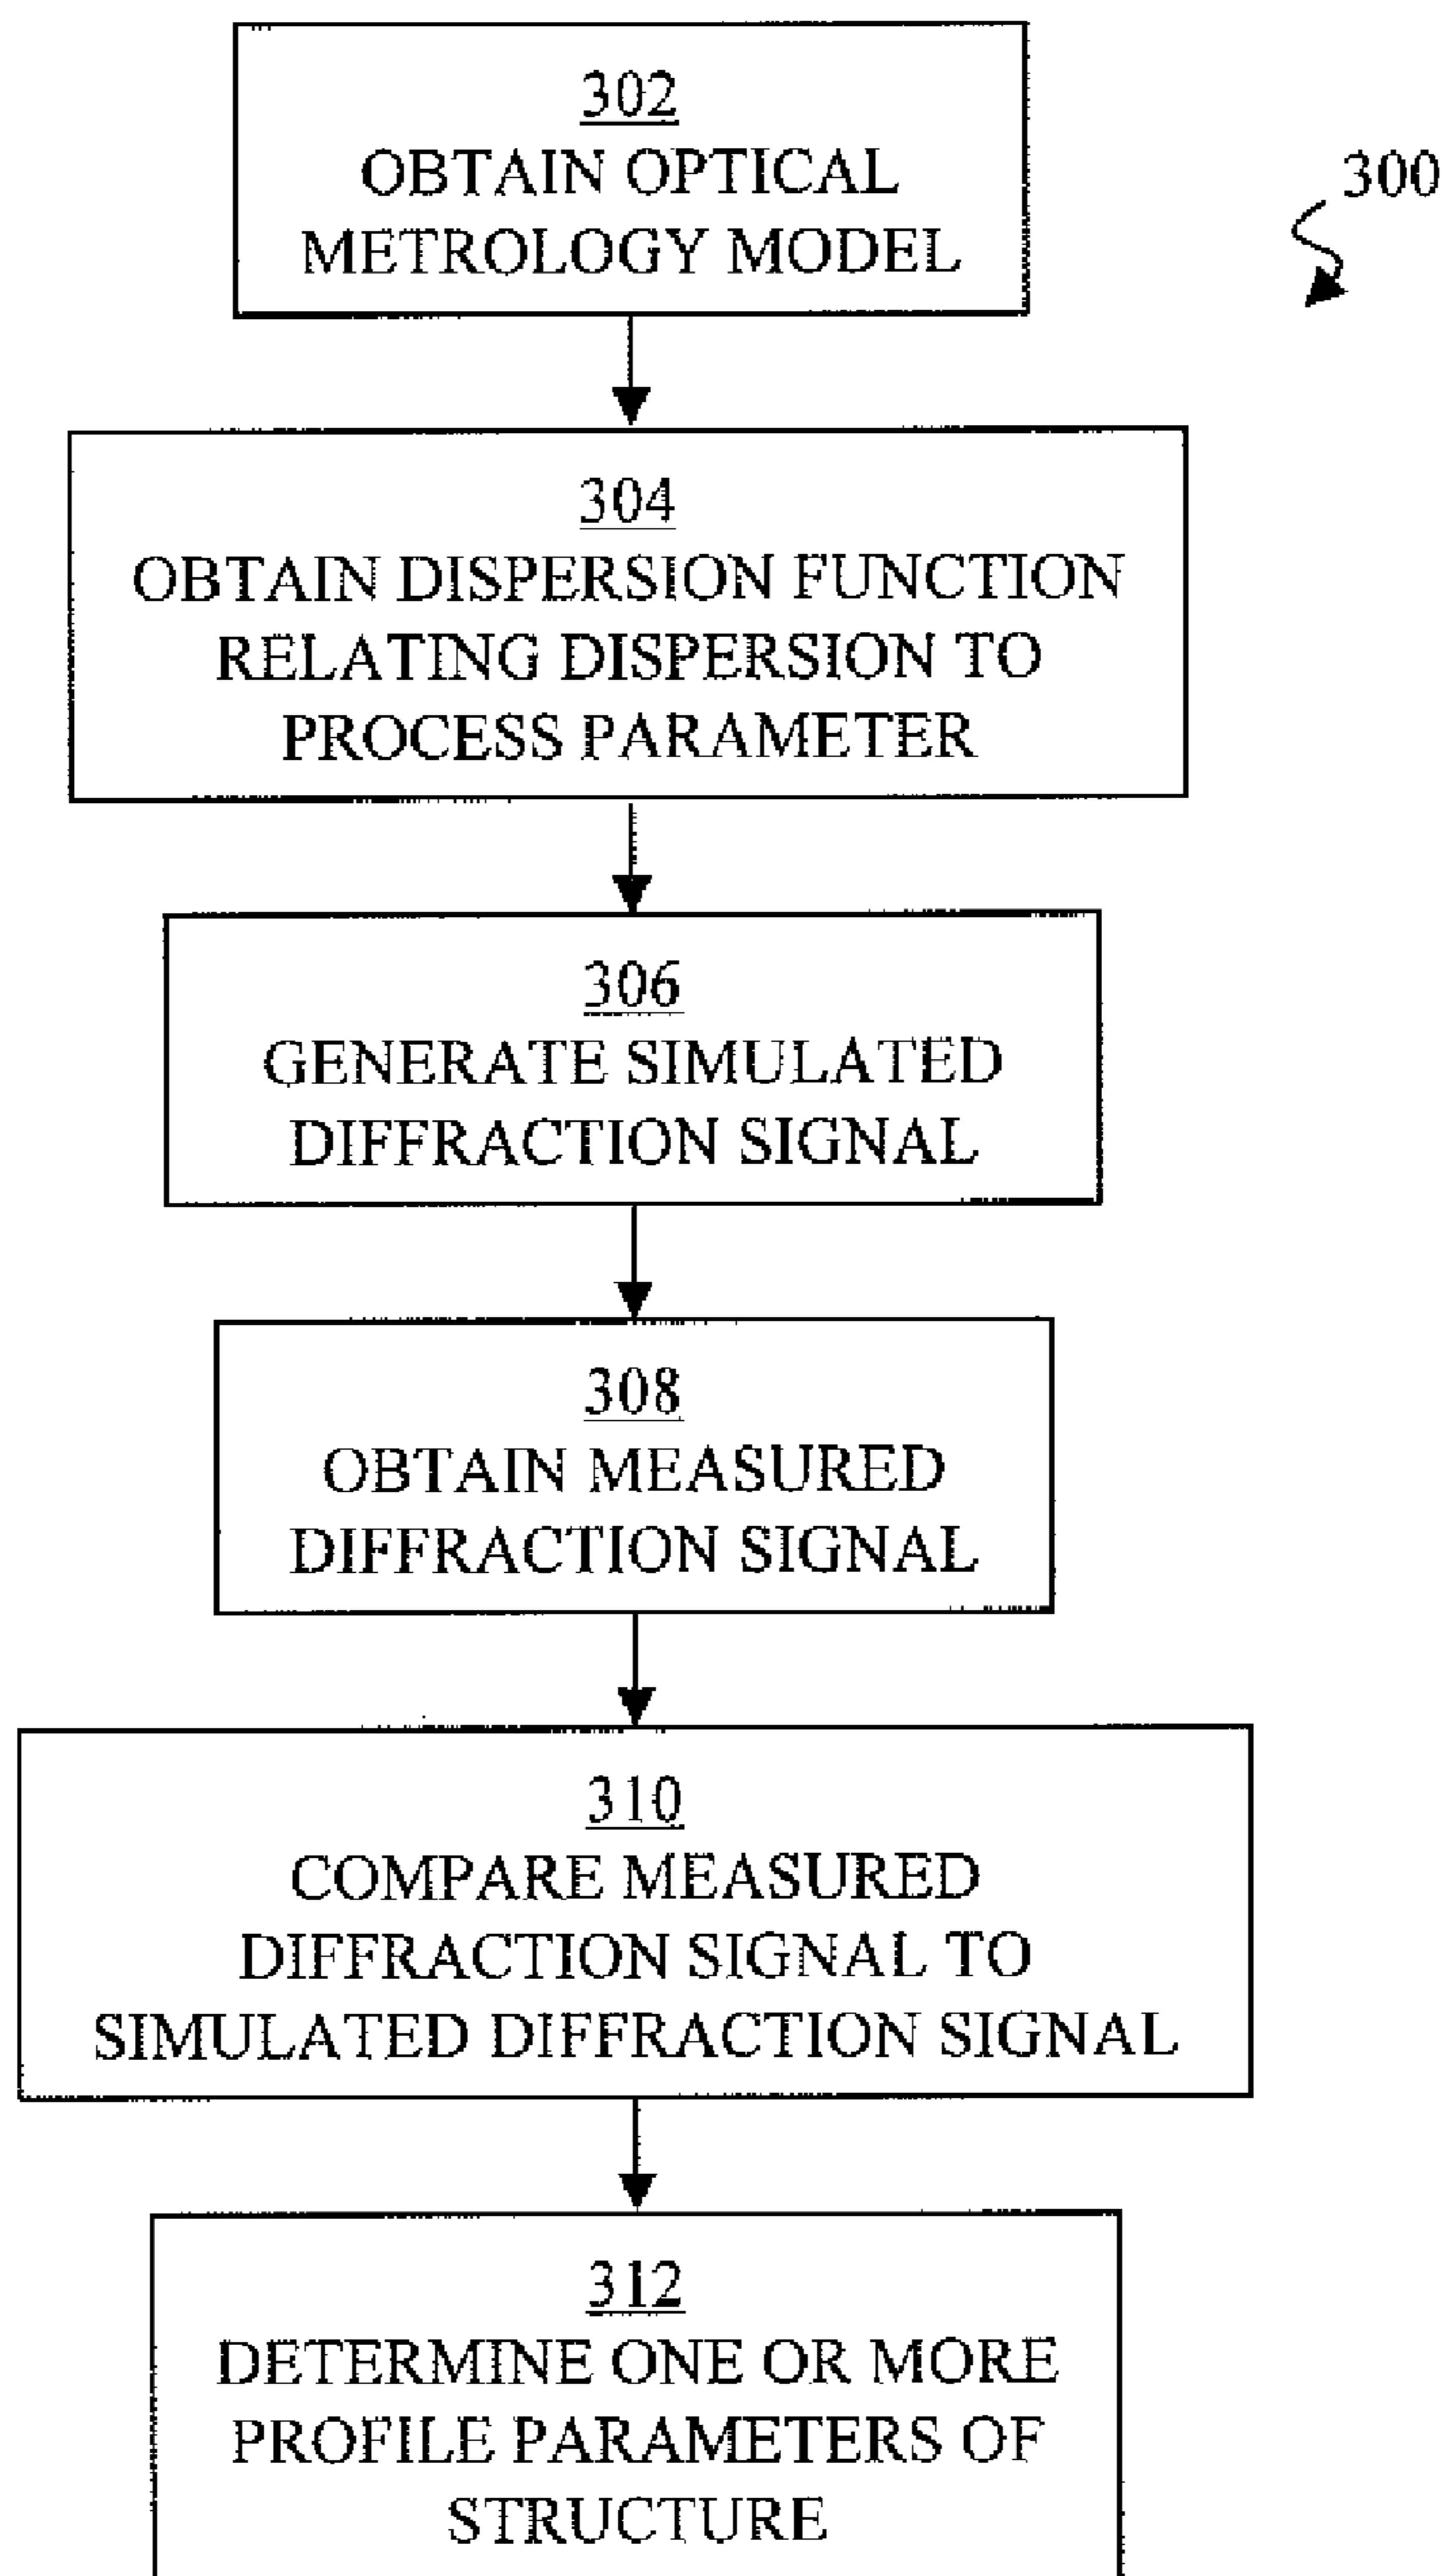 302
OBTAIN OPTICAL
METROLOGY MODEL
300
304
OBTAIN DISPERSION FUNCTION
RELATING DISPERSION TO
PROCESS PARAMETER
306
GENERATE SIMULATED
DIFFRACTION SIGNAL
308
OBTAIN MEASURED
DIFFRACTION SIGNAL
310
COMPARE MEASURED
DIFFRACTION SIGNAL TO
SIMULATED DIFFRACTION SIGNAL
312
DETERMINE ONE OR MORE
PROFILE PARAMETERS OF
STRUCTURE